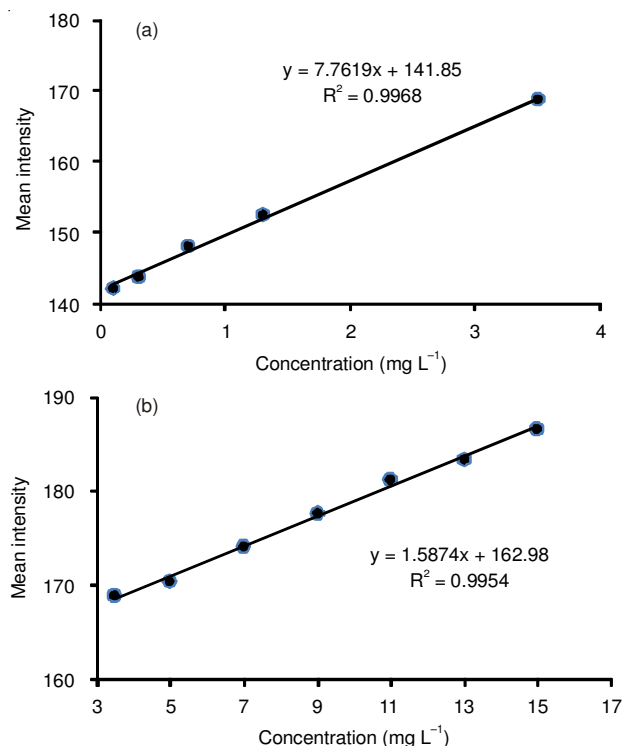 (a)
180
170
160
150
140
Mean intensity
y = 7.7619x + 141.85
R² = 0.9968
0 1 2 3 4
Concentration (mg L⁻¹)
(b)
190
180
170
160
Mean intensity
y = 1.5874x + 162.98
R² = 0.9954
3 5 7 9 11 13 15 17
Concentration (mg L⁻¹)